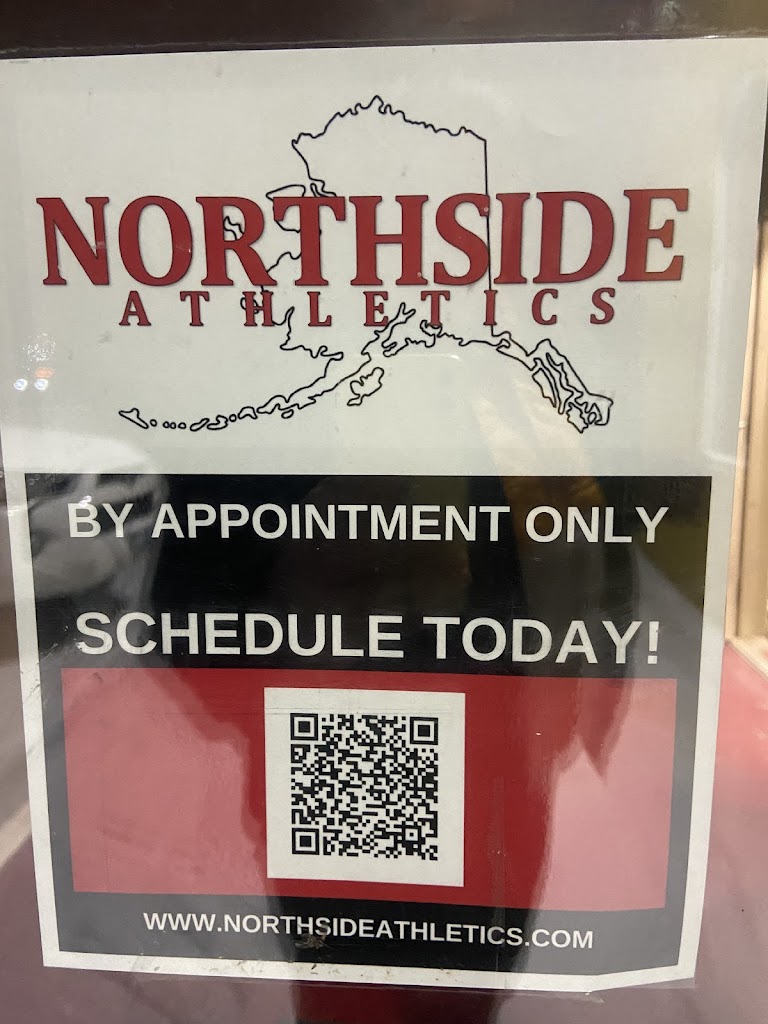 NORTHSIDE
ATHLETICS
BY APPOINTMENT ONLY
SCHEDULE TODAY!
WWW.NORTHSIDEATHLETICS.COM